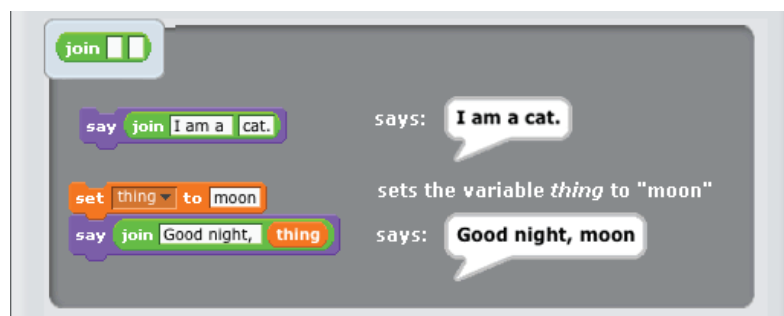 join
say join I am a cat. says: I am a cat.
set thing to moon sets the variable thing to "moon"
say join Good night, thing says: Good night, moon